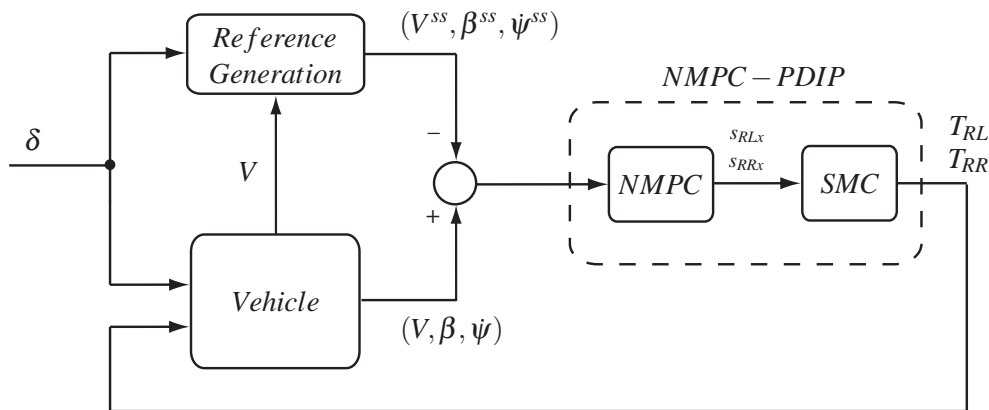 (V^{ss}, β^{ss}, ψ̇^{ss})
Reference
Generation
NMPC−PDIP
δ
V
−
+
s_{RLx}
s_{RRx}
NMPC
SMC
T_{RL}
T_{RR}
Vehicle
(V, β, ψ̇)